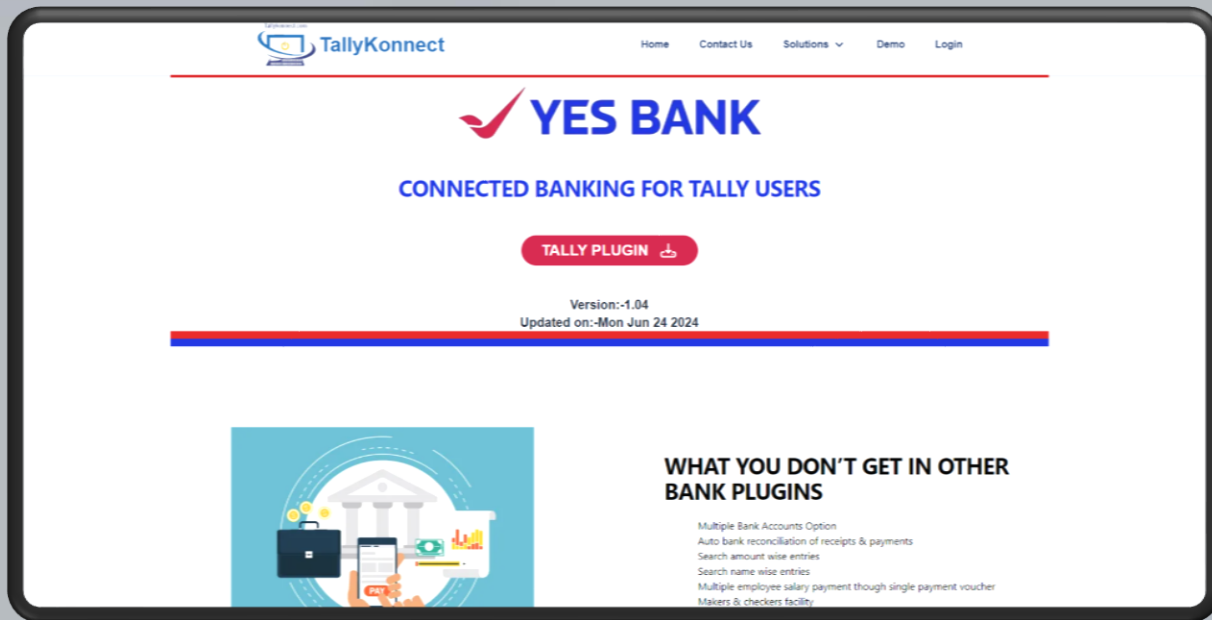 TallyKonnect
Home Contact Us Solutions Demo Login
YES BANK
CONNECTED BANKING FOR TALLY USERS
TALLY PLUGIN
Version:-1.04
Updated on:-Mon Jun 24 2024
WHAT YOU DON'T GET IN OTHER
BANK PLUGINS
Multiple Bank Accounts Option
Auto bank reconciliation of receipts & payments
Search amount wise entries
Search name wise entries
Multiple employee salary payment though single payment voucher
Makers & checkers facility
PAY